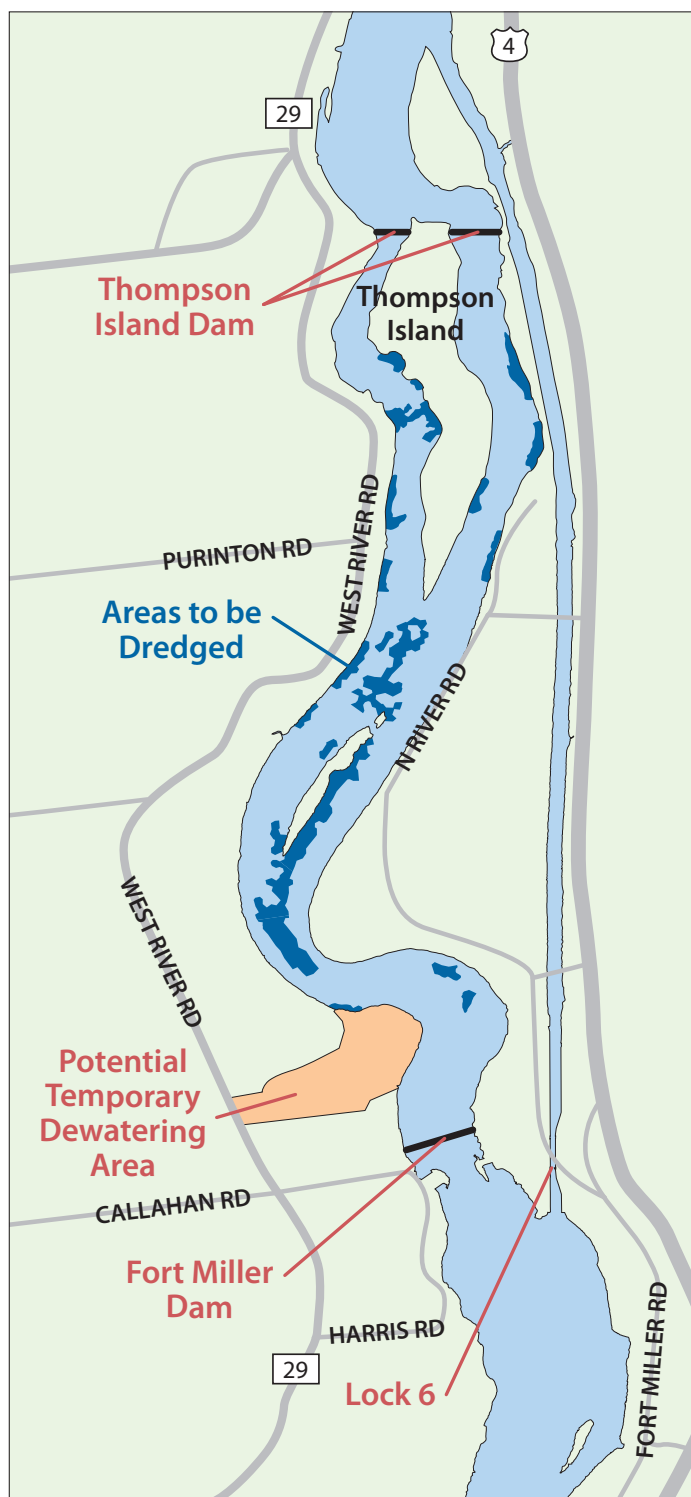 4
29
Thompson
Island Dam
Thompson
Island
WEST RIVER RD
PURINTON RD
Areas to be
Dredged
N RIVER RD
WEST RIVER RD
Potential
Temporary
Dewatering
Area
CALLAHAN RD
Fort Miller
Dam
HARRIS RD
29
Lock 6
FORT MILLER RD